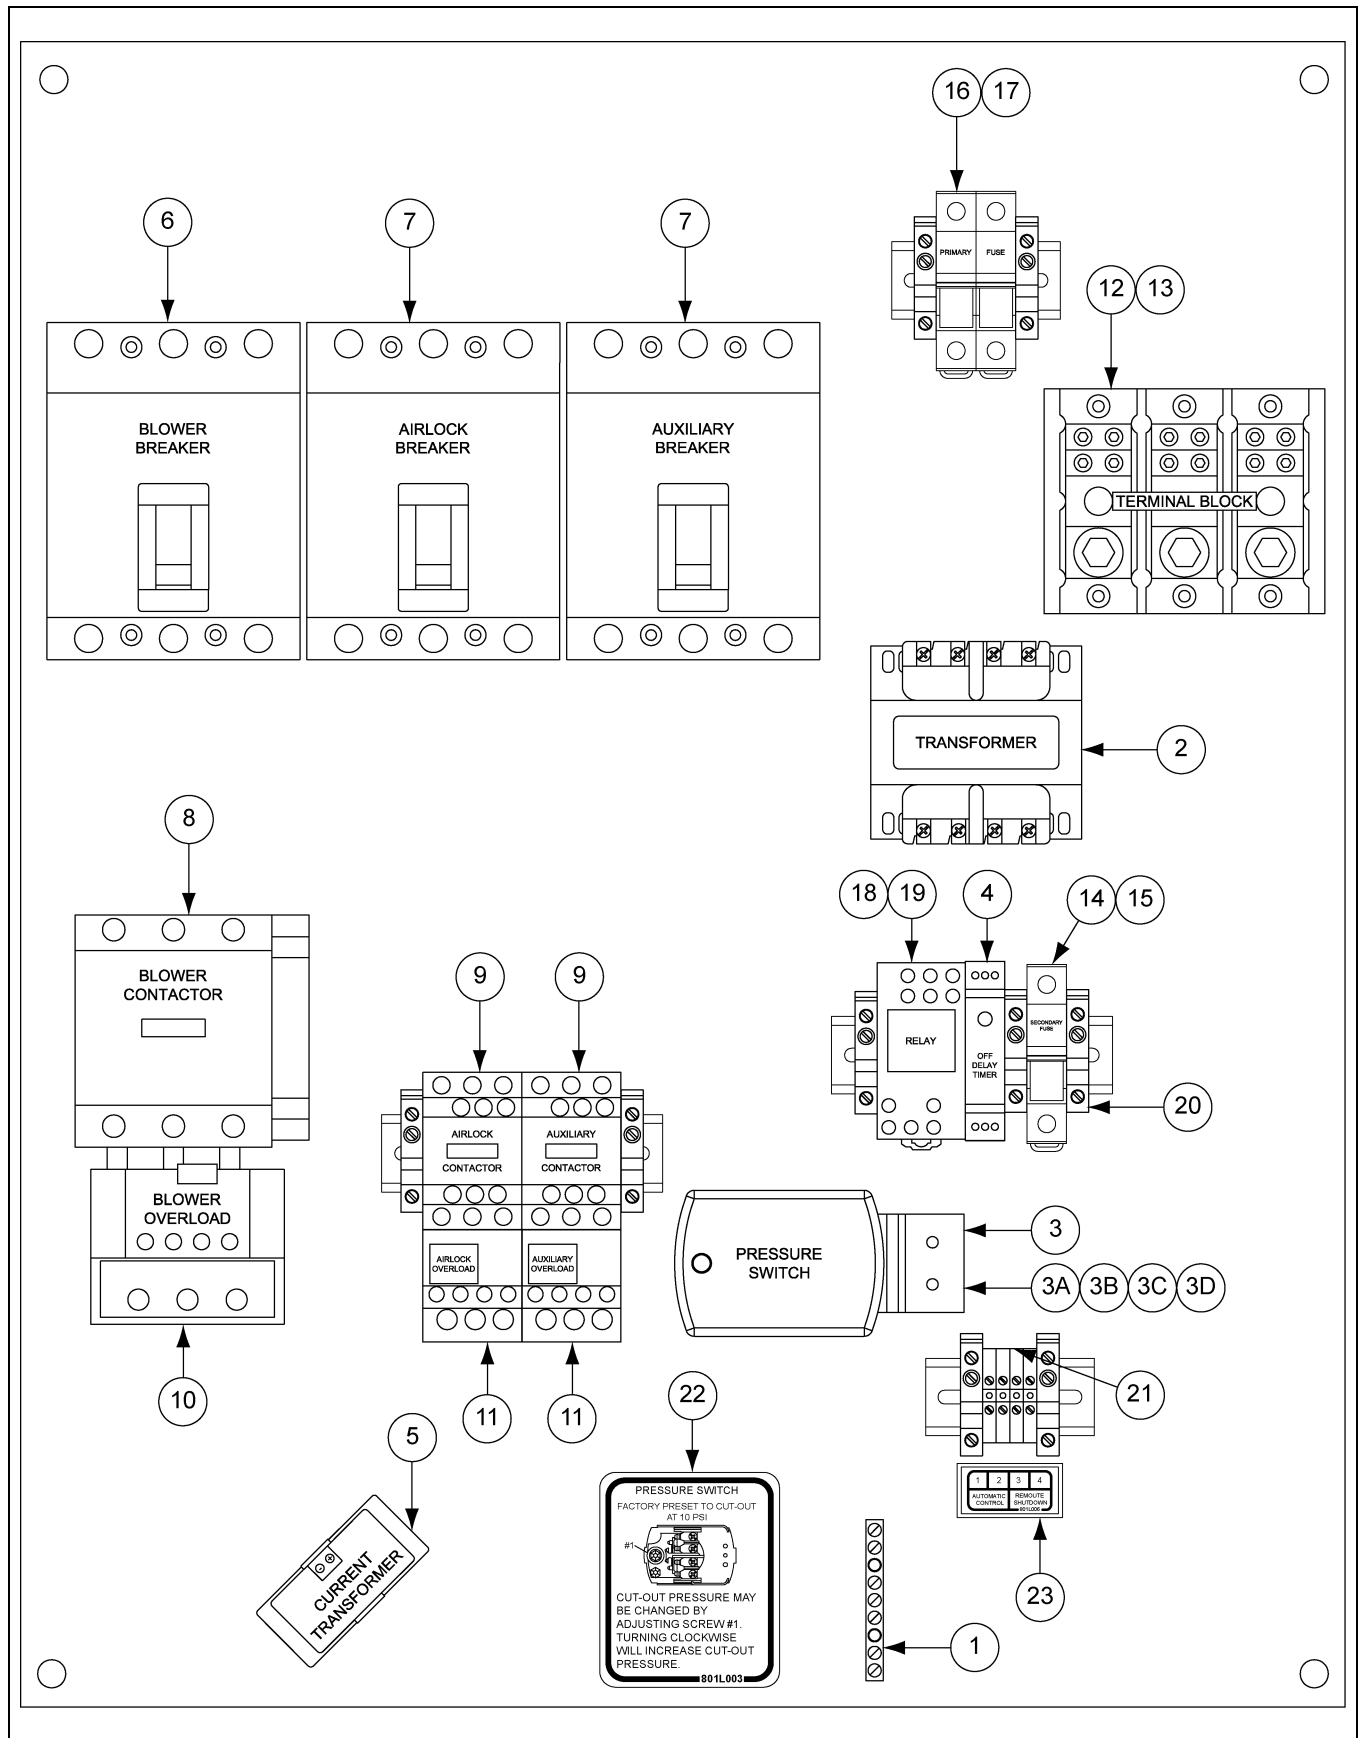 16 17
6
7
7
PRIMARY FUSE
12 13
BLOWER
BREAKER
AIRLOCK
BREAKER
AUXILIARY
BREAKER
TERMINAL BLOCK
TRANSFORMER
2
8
18 19
4
14 15
BLOWER
CONTACTOR
9
9
RELAY
OFF
DELAY
TIMER
SECONDARY
FUSE
20
AIRLOCK
CONTACTOR
AUXILIARY
CONTACTOR
BLOWER
OVERLOAD
AIRLOCK
OVERLOAD
AUXILIARY
OVERLOAD
PRESSURE
SWITCH
3
3A 3B 3C 3D
10
11
11
22
21
5
CURRENT
TRANSFORMER
PRESSURE SWITCH
FACTORY PRESET TO CUT-OUT
AT 10 PSI
#1
CUT-OUT PRESSURE MAY
BE CHANGED BY
ADJUSTING SCREW #1.
TURNING CLOCKWISE
WILL INCREASE CUT-OUT
PRESSURE.
801L003
1 2 3 4
AUTOMATIC
CONTROL
REMOUTE
SHUTDOWN
901L006
23
1